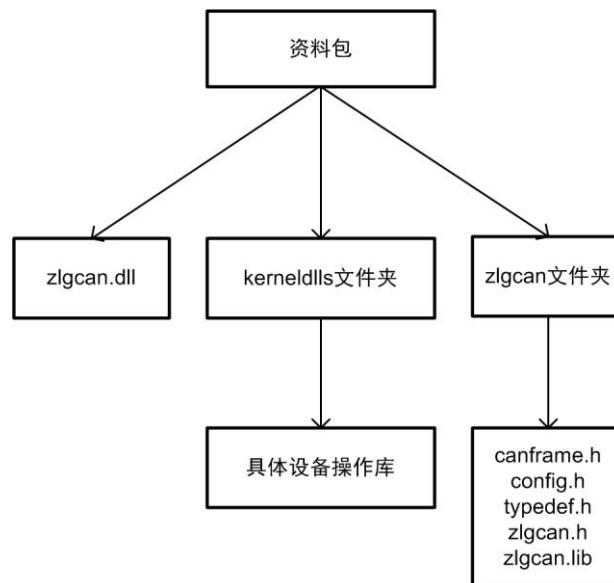 资料包
zlgcan.dll
kerneldlls文件夹
zlgcan文件夹
具体设备操作库
canframe.h
config.h
typedef.h
zlgcan.h
zlgcan.lib